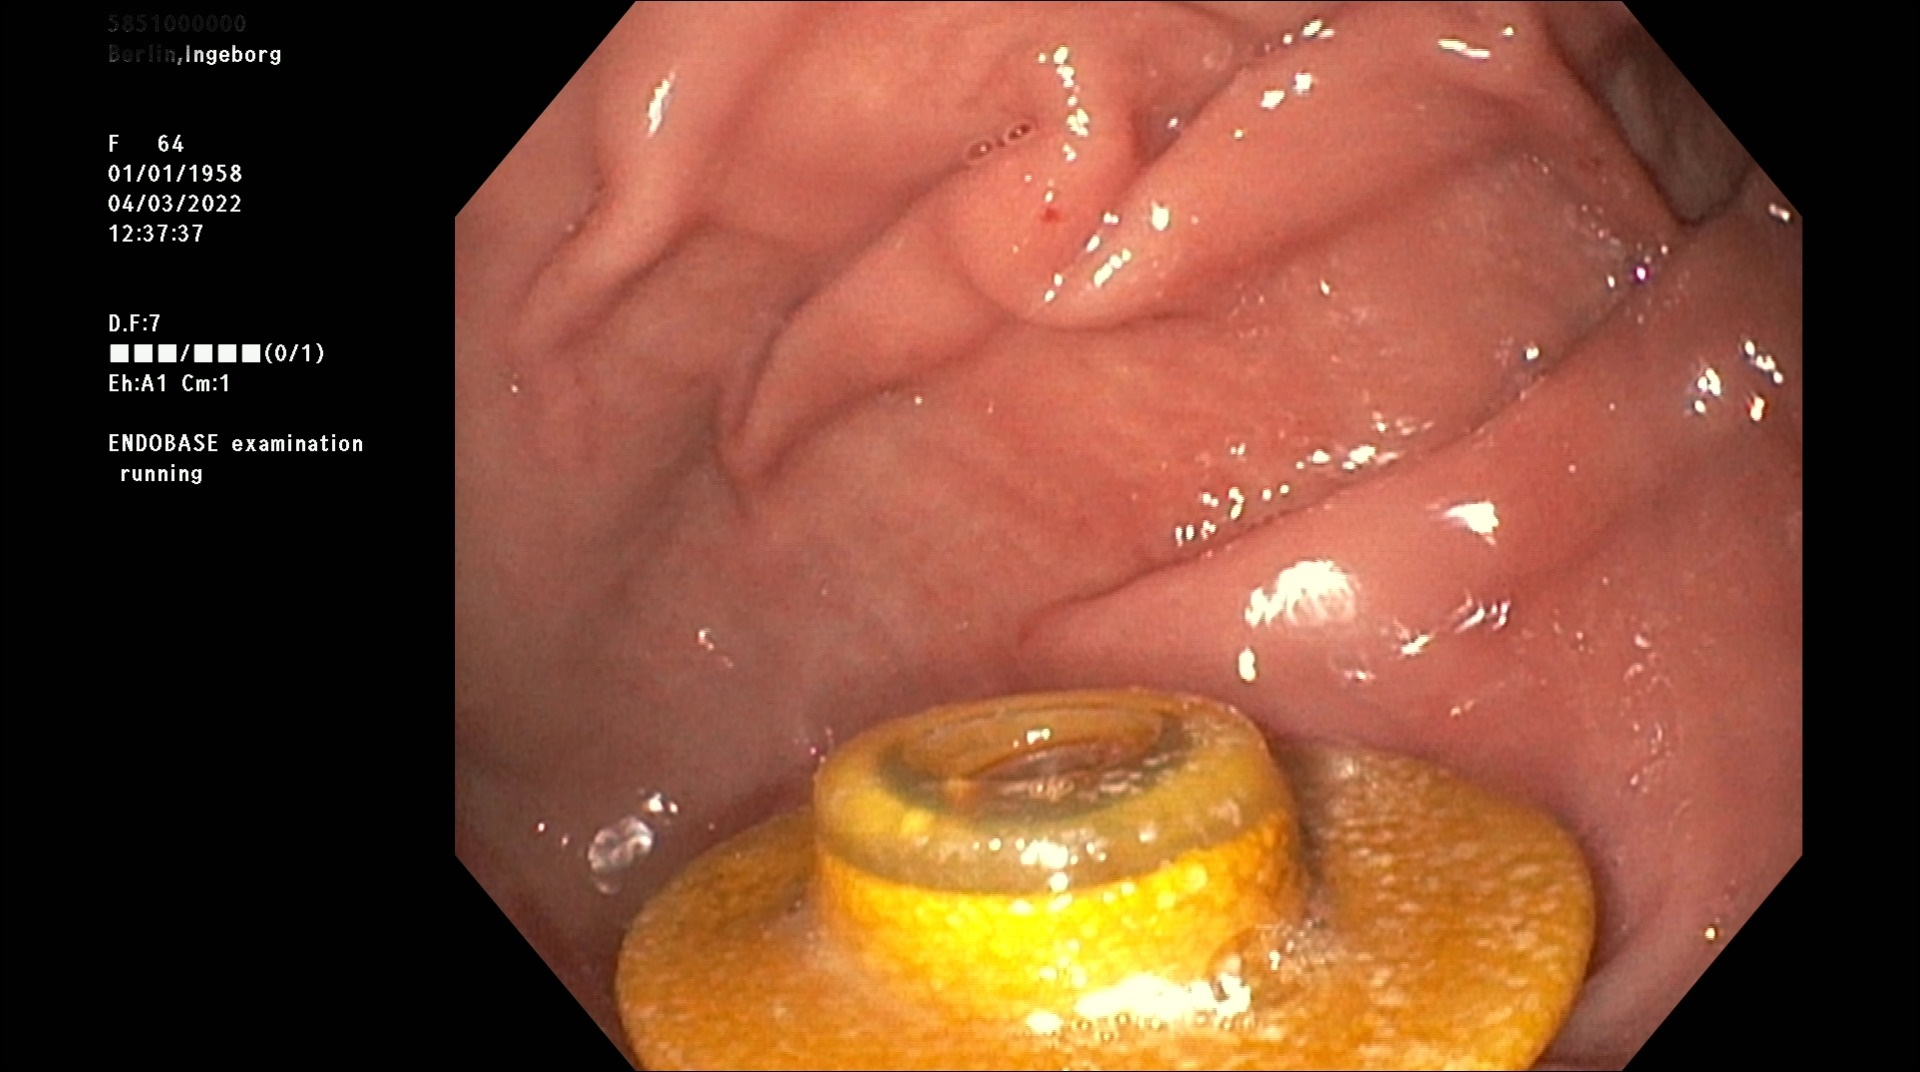 5851000000
Berlin,Ingeborg
F 64
01/01/1958
04/03/2022
12:37:37
D.F:7
■■■/■■■(0/1)
Eh:A1 Cm:1
ENDOBASE examination
running